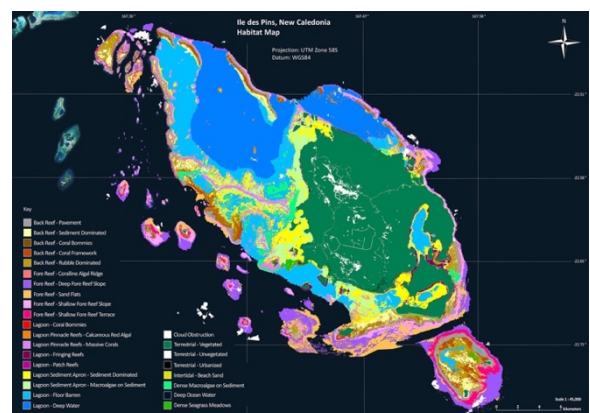 Ile des Pins, New Caledonia
Habitat Map
Projection: UTM Zone 58S
Datum: WGS84
N
Key
Back Reef - Pavement
Back Reef - Sediment Dominated
Back Reef - Coral Bommies
Back Reef - Coral Framework
Back Reef - Rubble Dominated
Fore Reef - Coralline Algal Ridge
Fore Reef - Deep Fore Reef Slope
Fore Reef - Sand Flats
Fore Reef - Shallow Fore Reef Slope
Fore Reef - Shallow Fore Reef Terrace
Lagoon - Coral Bommies
Lagoon Pinnacle Reefs - Calcareous Red Algal
Lagoon Pinnacle Reefs - Massive Corals
Lagoon - Fringing Reefs
Lagoon - Patch Reefs
Lagoon Sediment Apron - Sediment Dominated
Lagoon Sediment Apron - Macroalgae on Sediment
Lagoon - Floor Barren
Lagoon - Deep Water
Cloud Obstruction
Terrestrial - Vegetated
Terrestrial - Unvegetated
Terrestrial - Urbanized
Intertidal - Beach Sand
Dense Macroalgae on Sediment
Deep Ocean Water
Dense Seagrass Meadows
Kilometers